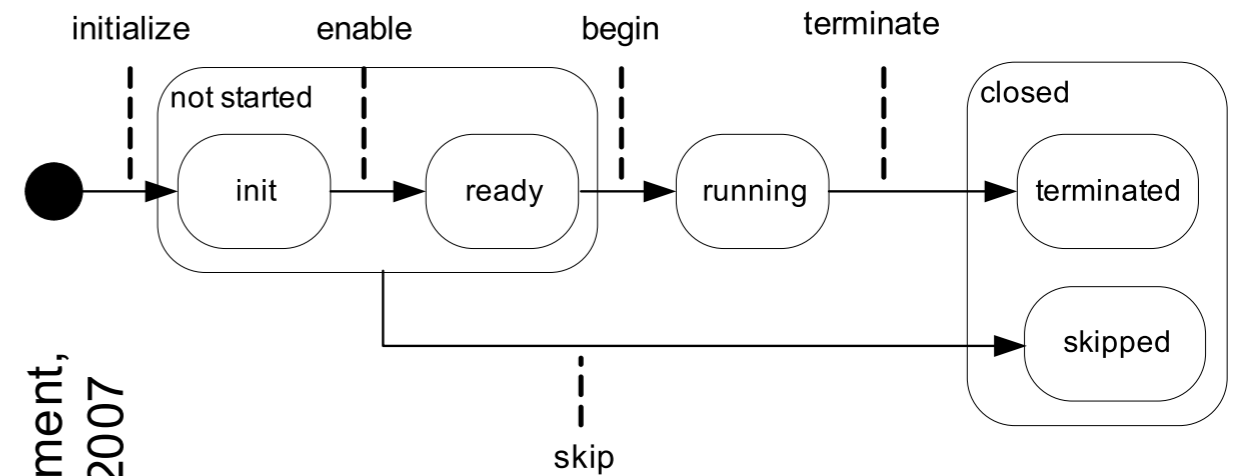 initialize
enable
begin
terminate
not started
closed
init
ready
running
terminated
skipped
skip
ment,
2007